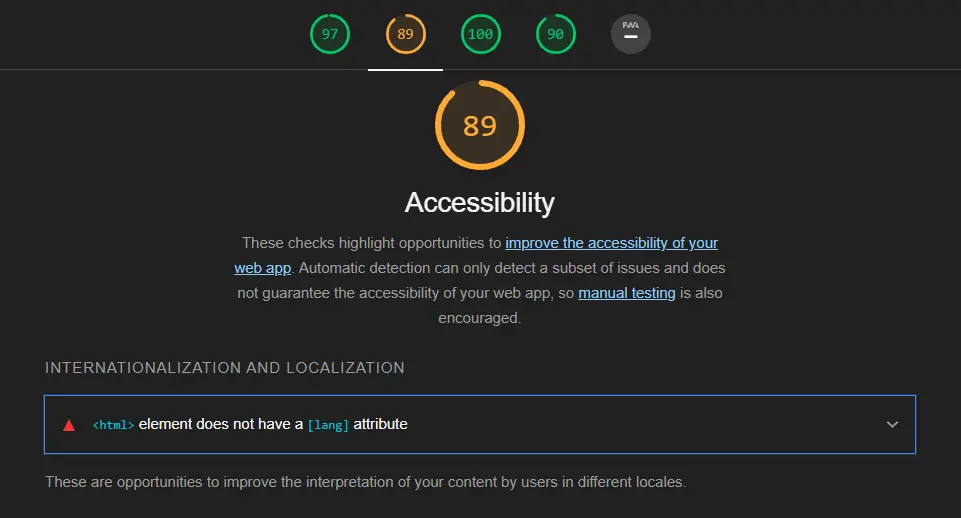 97
89
100
90
PWA
89
Accessibility
These checks highlight opportunities to improve the accessibility of your
web app. Automatic detection can only detect a subset of issues and does
not guarantee the accessibility of your web app, so manual testing is also
encouraged.
INTERNATIONALIZATION AND LOCALIZATION
<html> element does not have a [lang] attribute
These are opportunities to improve the interpretation of your content by users in different locales.